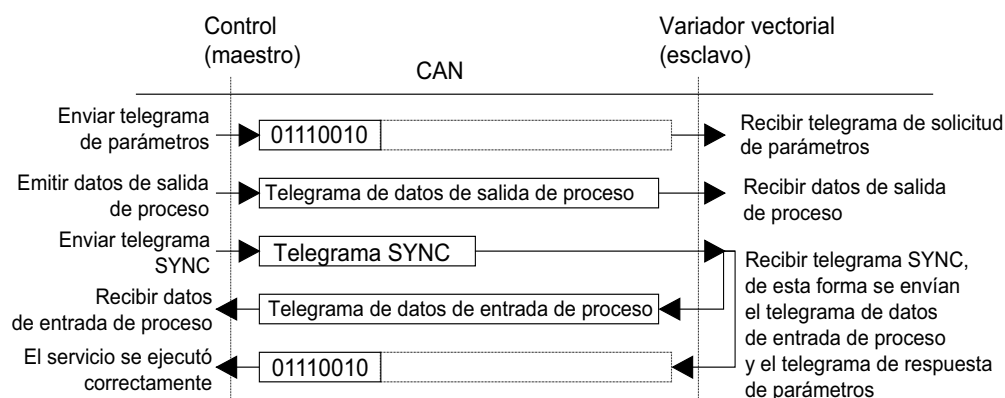 Control
(maestro)
Variador vectorial
(esclavo)
CAN
Enviar telegrama
de parámetros
01110010
Recibir telegrama de solicitud
de parámetros
Emitir datos de salida
de proceso
Telegrama de datos de salida de proceso
Recibir datos de salida
de proceso
Enviar telegrama
SYNC
Telegrama SYNC
Recibir telegrama SYNC,
de esta forma se envían
el telegrama de datos
de entrada de proceso
y el telegrama de respuesta
de parámetros
Recibir datos
de entrada de proceso
Telegrama de datos de entrada de proceso
El servicio se ejecutó
correctamente
01110010